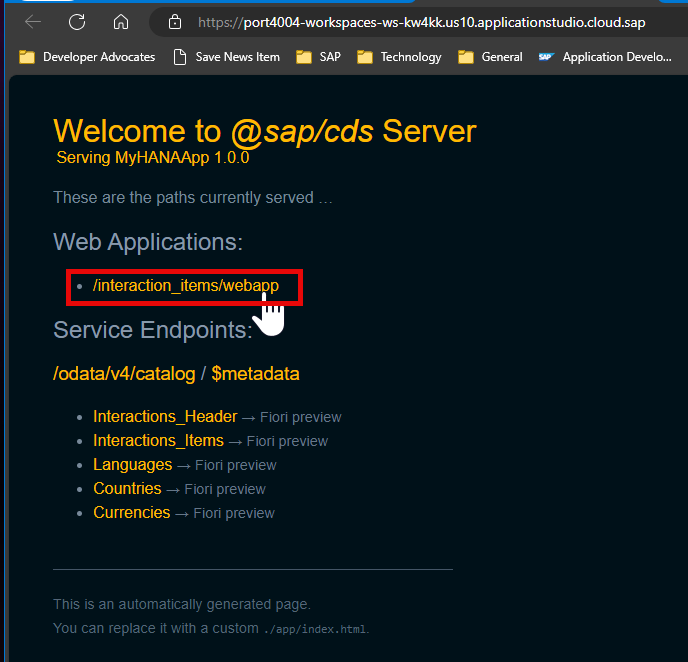 https://port4004-workspaces-ws-kw4kk.us10.applicationstudio.cloud.sap
Developer Advocates Save News Item SAP Technology General SAP Application Develo...
Welcome to @sap/cds Server
Serving MyHANAApp 1.0.0
These are the paths currently served …
Web Applications:
• /interaction_items/webapp
Service Endpoints:
/odata/v4/catalog / $metadata
• Interactions_Header → Fiori preview
• Interactions_Items → Fiori preview
• Languages → Fiori preview
• Countries → Fiori preview
• Currencies → Fiori preview
This is an automatically generated page.
You can replace it with a custom ./app/index.html.